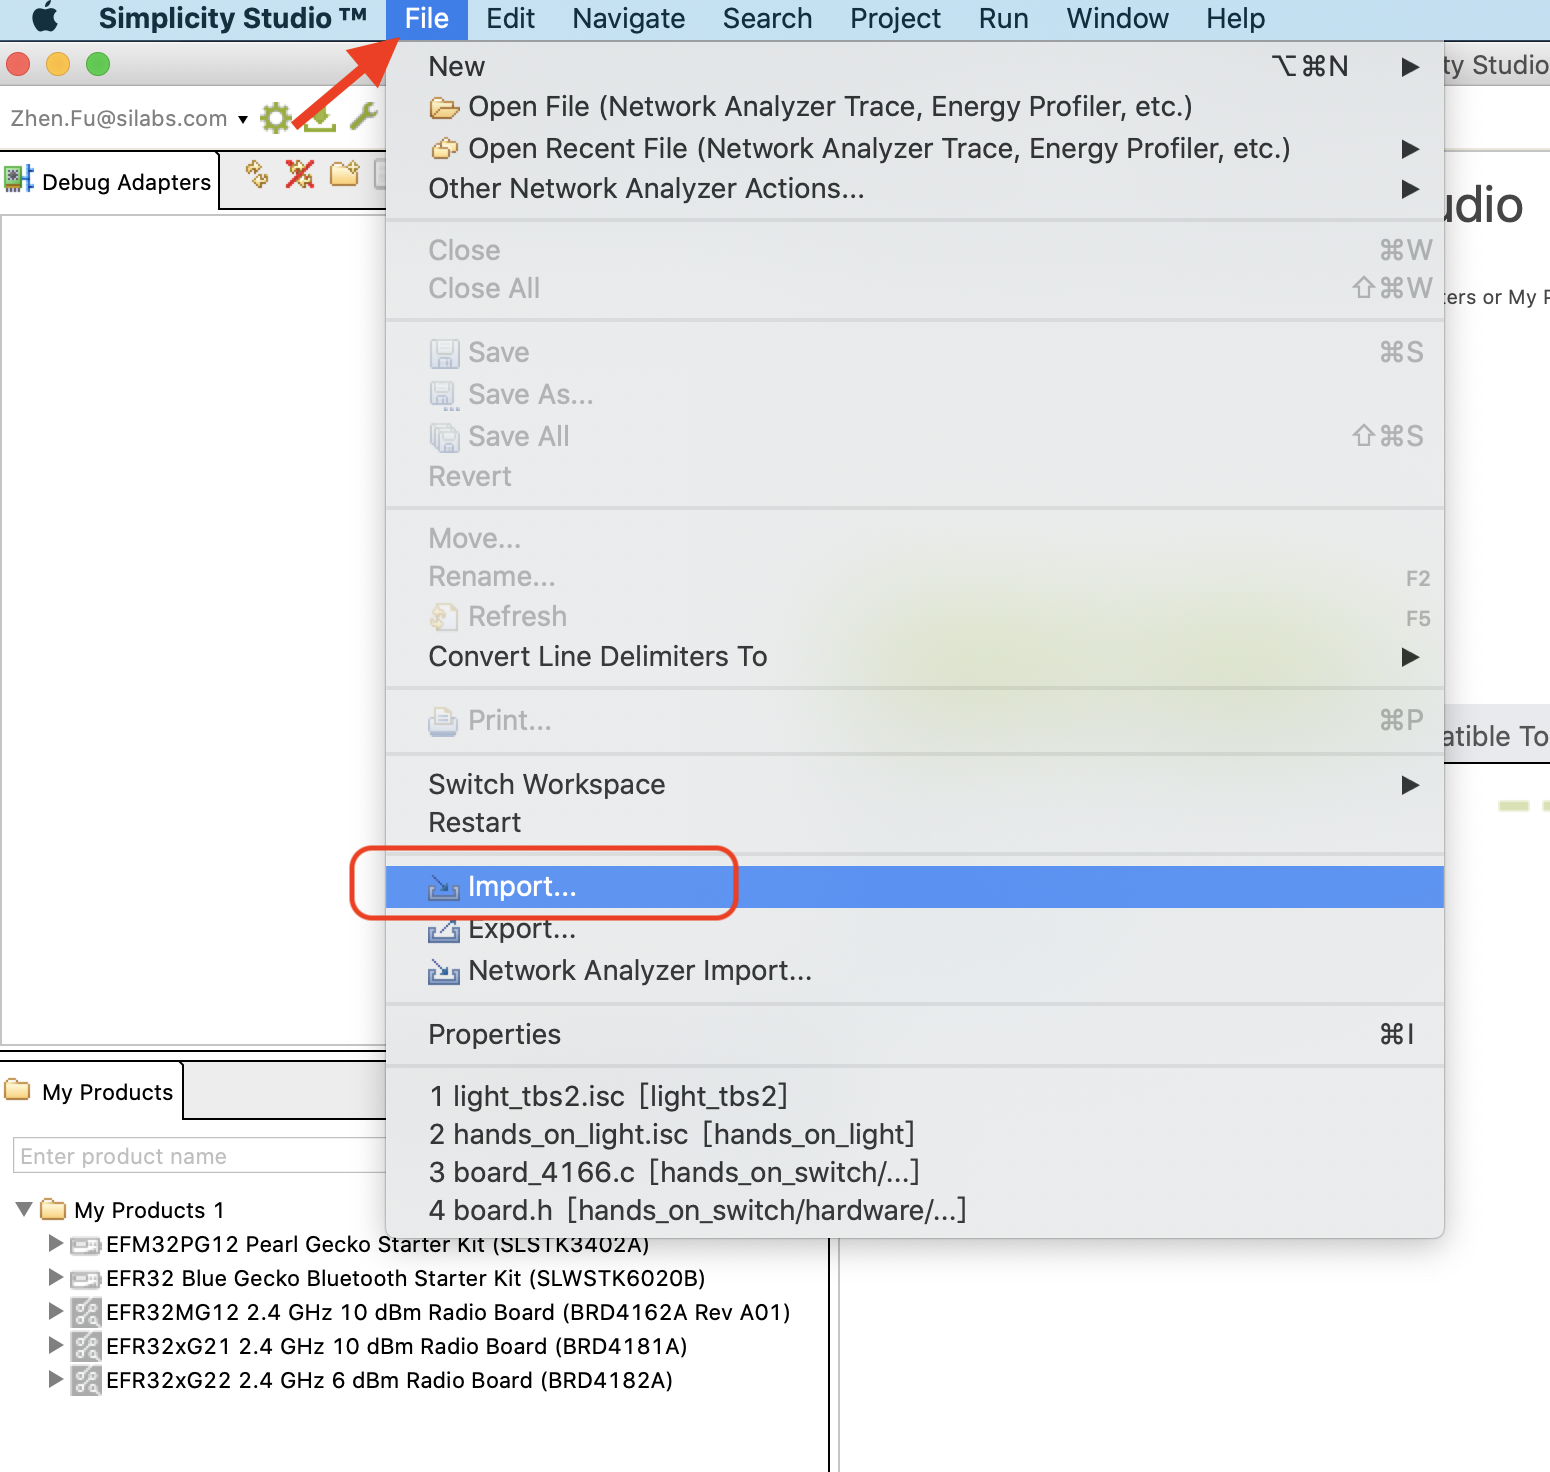 Simplicity Studio ™ File Edit Navigate Search Project Run Window Help
ty Studio
Zhen.Fu@silabs.com
Debug Adapters
New ⌥⌘N
Open File (Network Analyzer Trace, Energy Profiler, etc.)
Open Recent File (Network Analyzer Trace, Energy Profiler, etc.)
Other Network Analyzer Actions...
udio
Close ⌘W
Close All ⇧⌘W
ters or My P
Save ⌘S
Save As...
Save All ⇧⌘S
Revert
Move...
Rename... F2
Refresh F5
Convert Line Delimiters To
Print... ⌘P
atible To
Switch Workspace
Restart
Import...
Export...
Network Analyzer Import...
Properties ⌘I
1 light_tbs2.isc [light_tbs2]
2 hands_on_light.isc [hands_on_light]
3 board_4166.c [hands_on_switch/...]
4 board.h [hands_on_switch/hardware/...]
My Products
Enter product name
My Products 1
EFM32PG12 Pearl Gecko Starter Kit (SLSTK3402A)
EFR32 Blue Gecko Bluetooth Starter Kit (SLWSTK6020B)
EFR32MG12 2.4 GHz 10 dBm Radio Board (BRD4162A Rev A01)
EFR32xG21 2.4 GHz 10 dBm Radio Board (BRD4181A)
EFR32xG22 2.4 GHz 6 dBm Radio Board (BRD4182A)